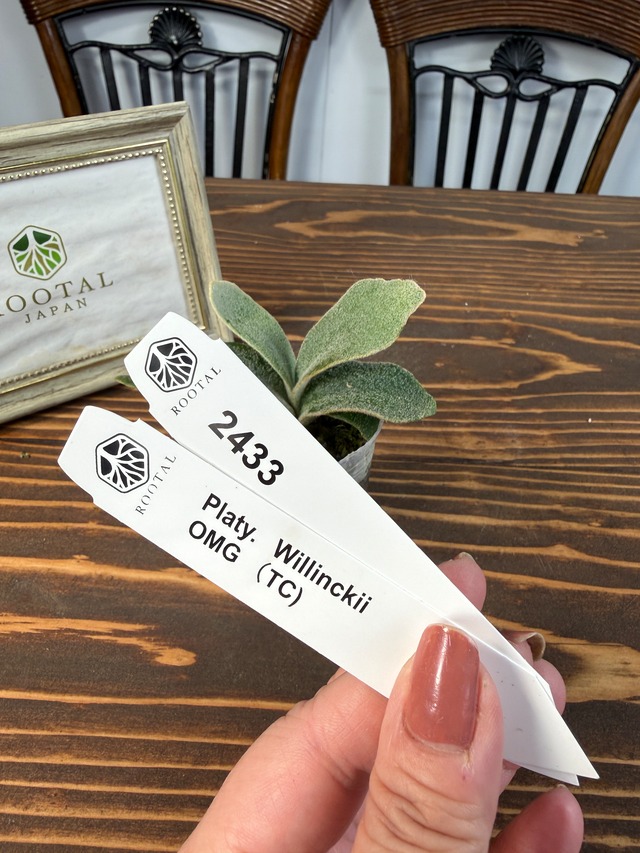 ROOTAL
JAPAN
ROOTAL
2433
ROOTAL
Platy. Willinckii
OMG (TC)